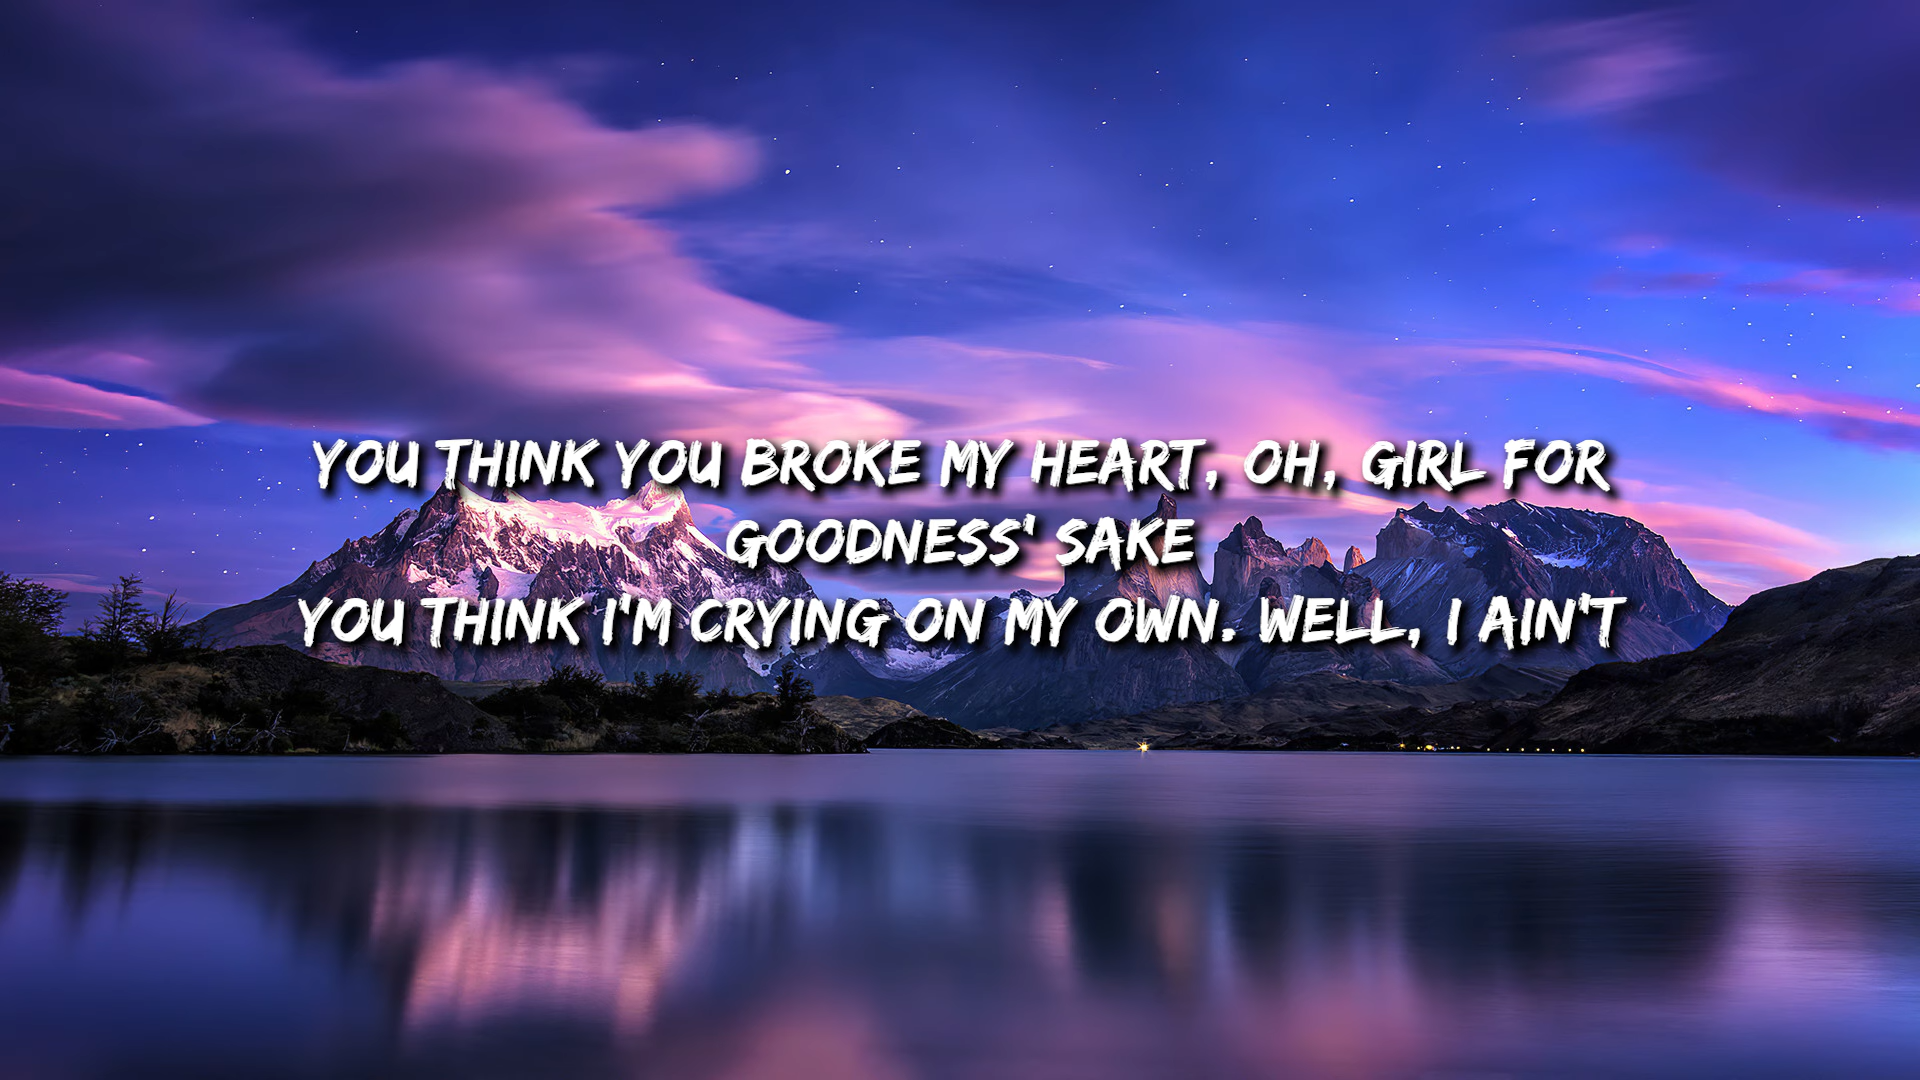 YOU THINK YOU BROKE MY HEART, OH, GIRL FOR
GOODNESS' SAKE
YOU THINK I'M CRYING ON MY OWN. WELL, I AIN'T